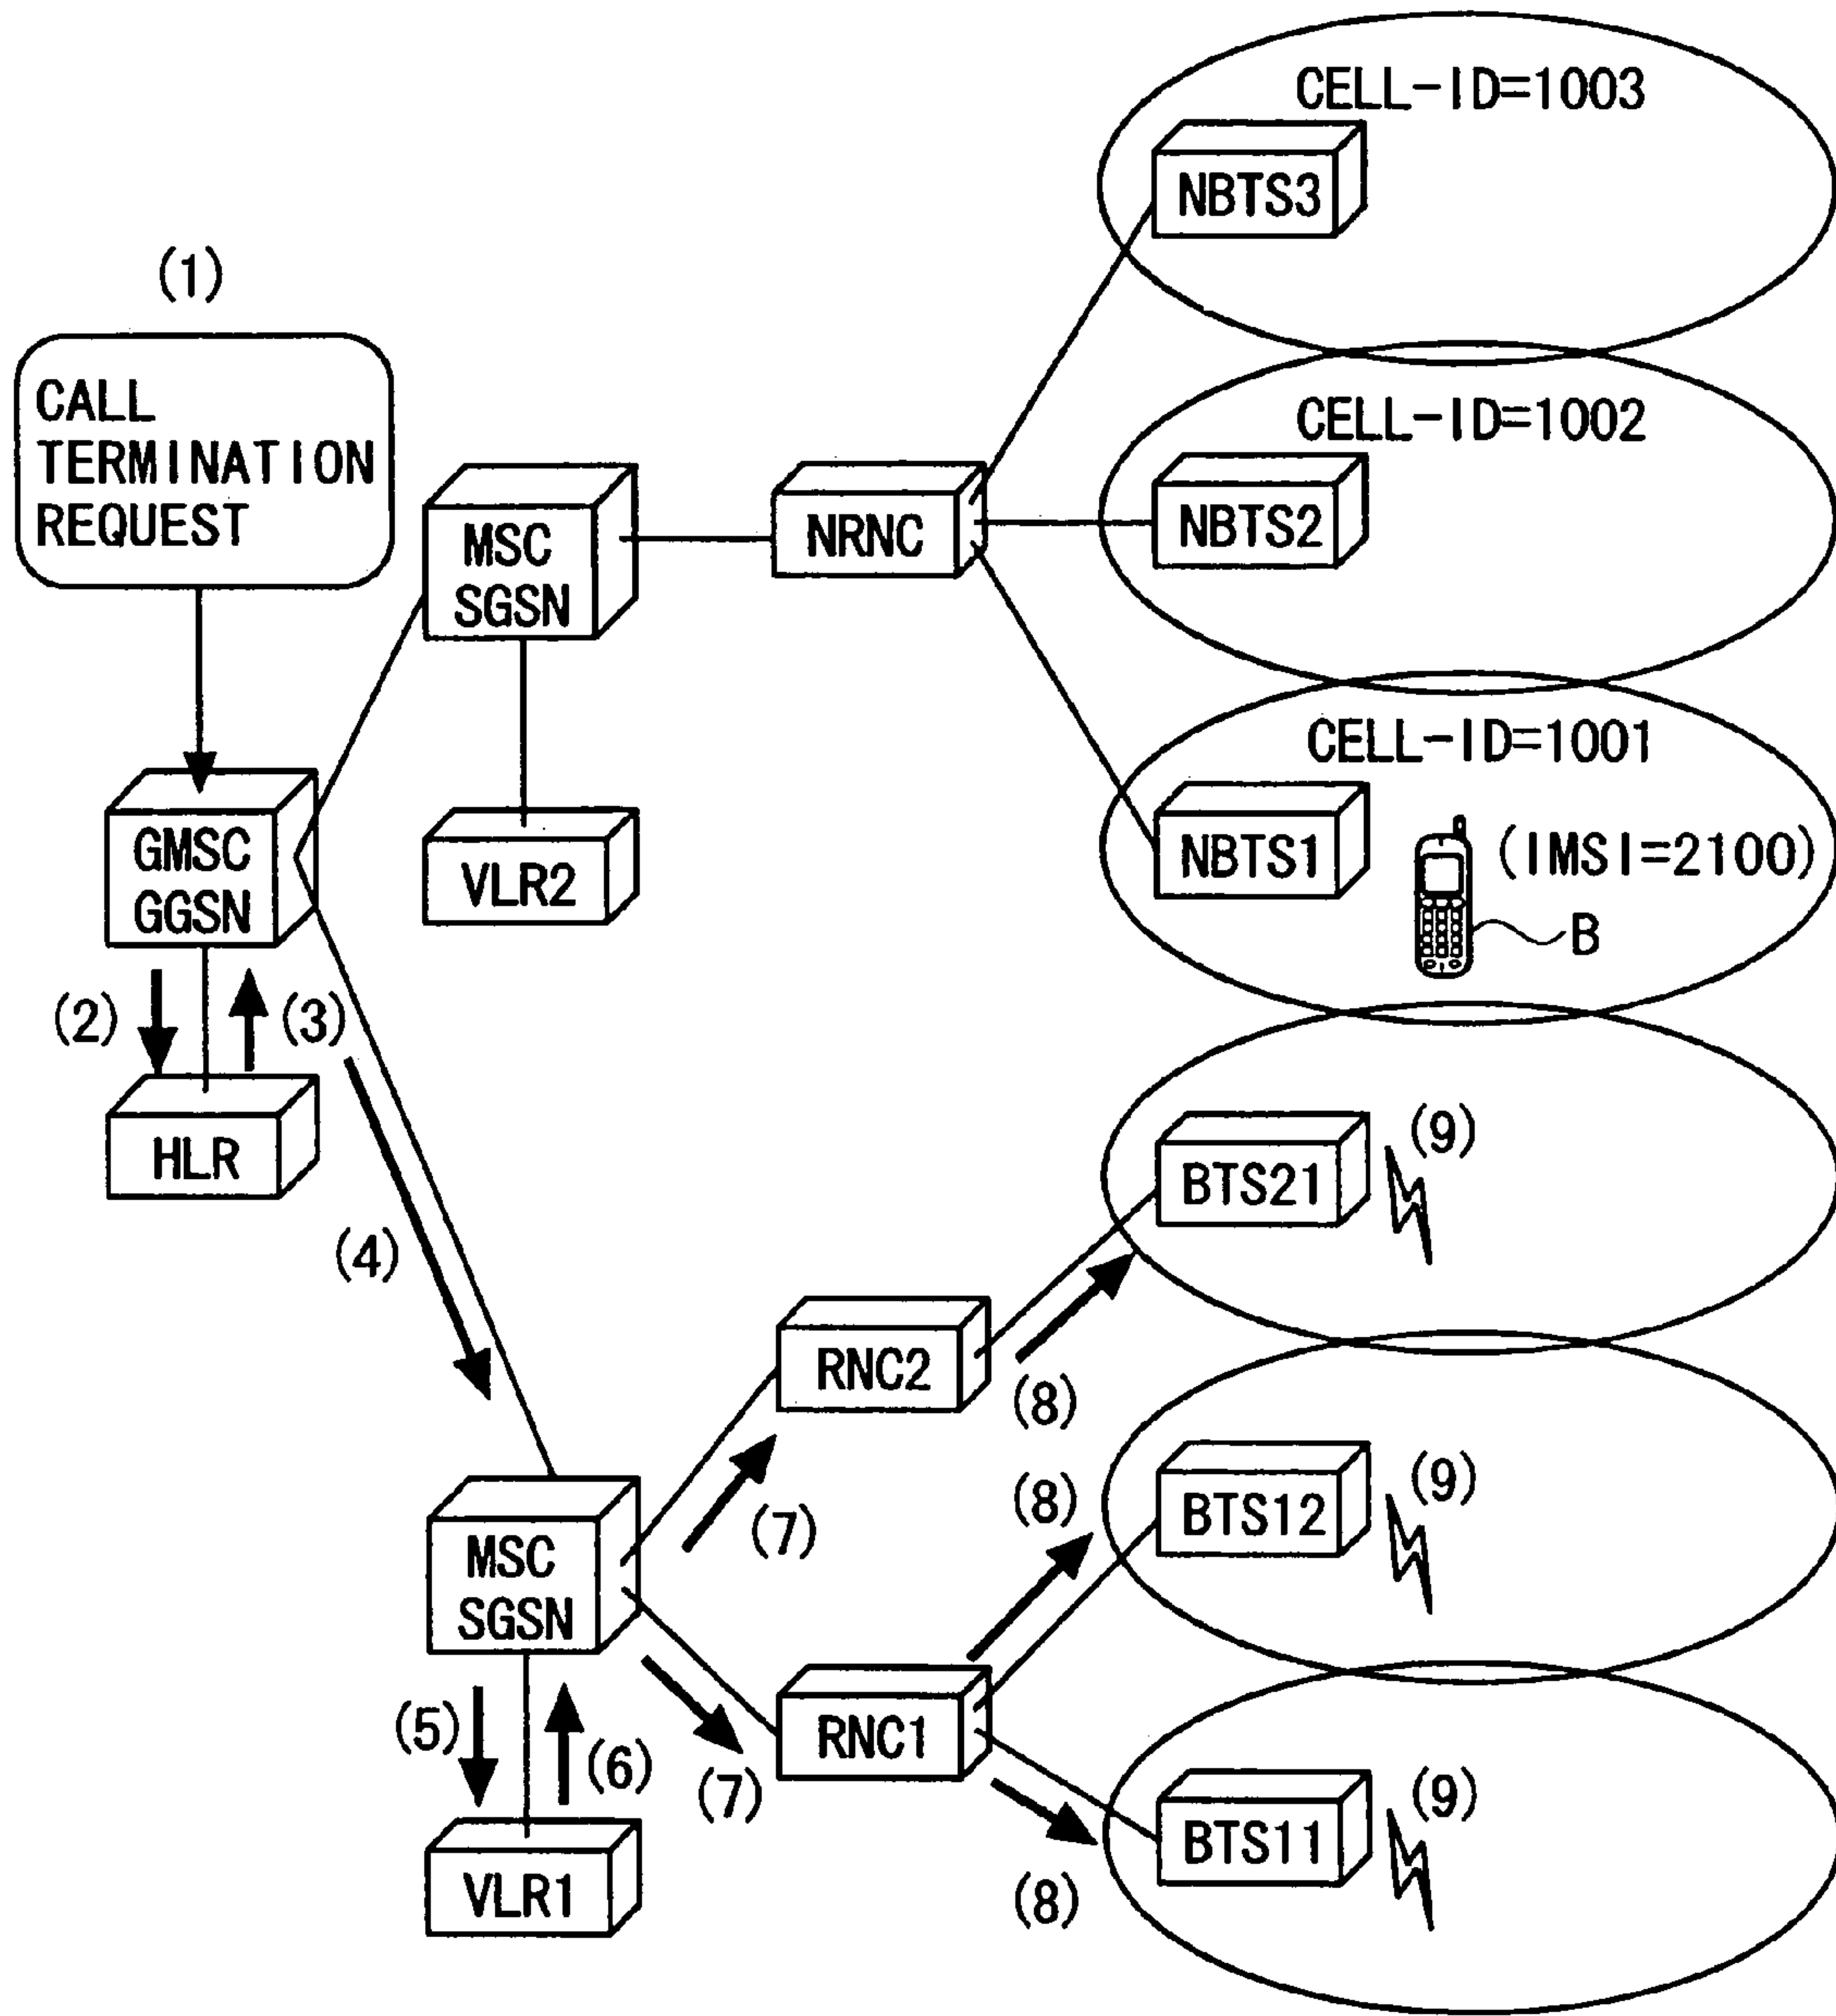 CELL-ID=1003
NBTS3
(1)
CALL
TERMINATION
REQUEST
CELL-ID=1002
MSC
SGSN
NRNC
NBTS2
CELL-ID=1001
GMSC
GGSN
VLR2
NBTS1
(IMSI=2100)
B
(2)
(3)
HLR
(4)
BTS21
(9)
RNC2
(8)
(8)
BTS12
(9)
MSC
SGSN
(7)
(5)
(6)
(7)
RNC1
VLR1
(8)
BTS11
(9)